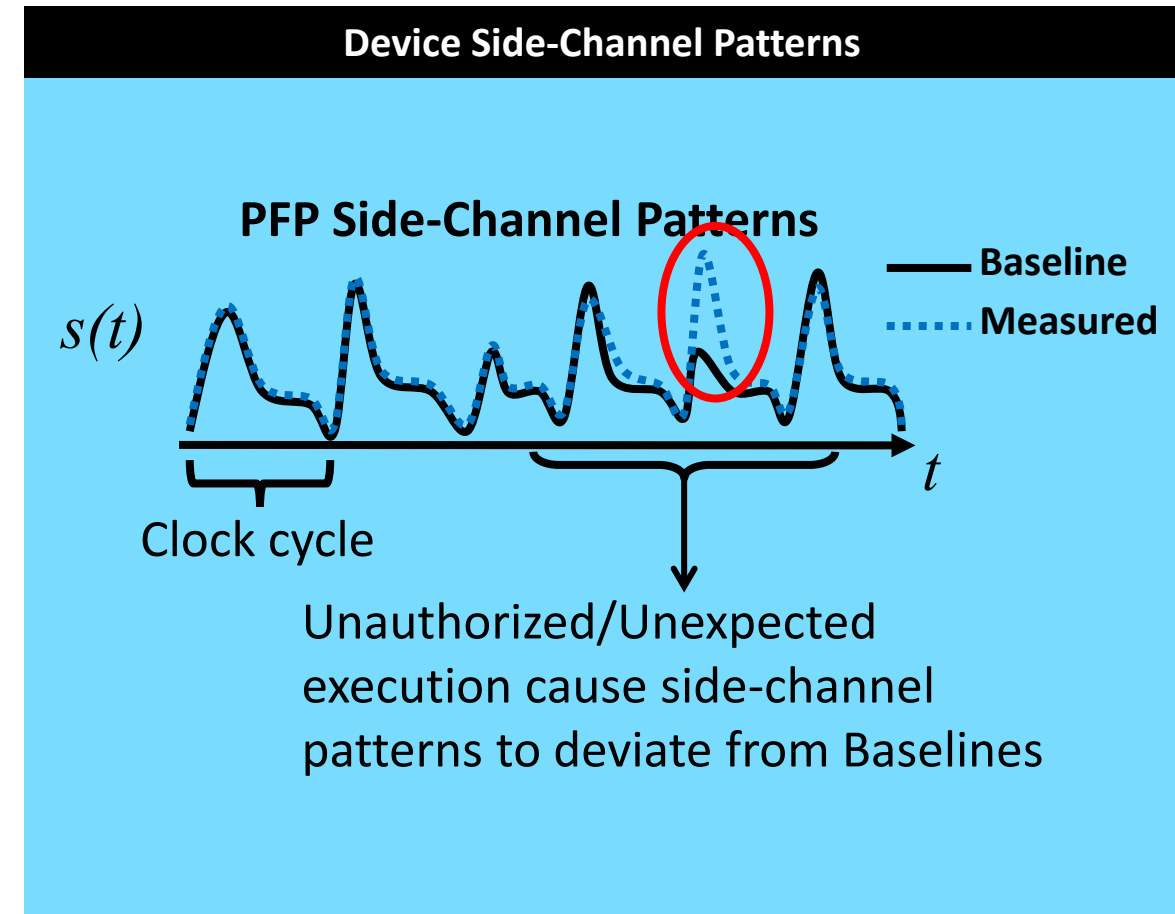 Device Side-Channel Patterns
PFP Side-Channel Patterns
Baseline
Measured
s(t)
t
Clock cycle
Unauthorized/Unexpected
execution cause side-channel
patterns to deviate from Baselines